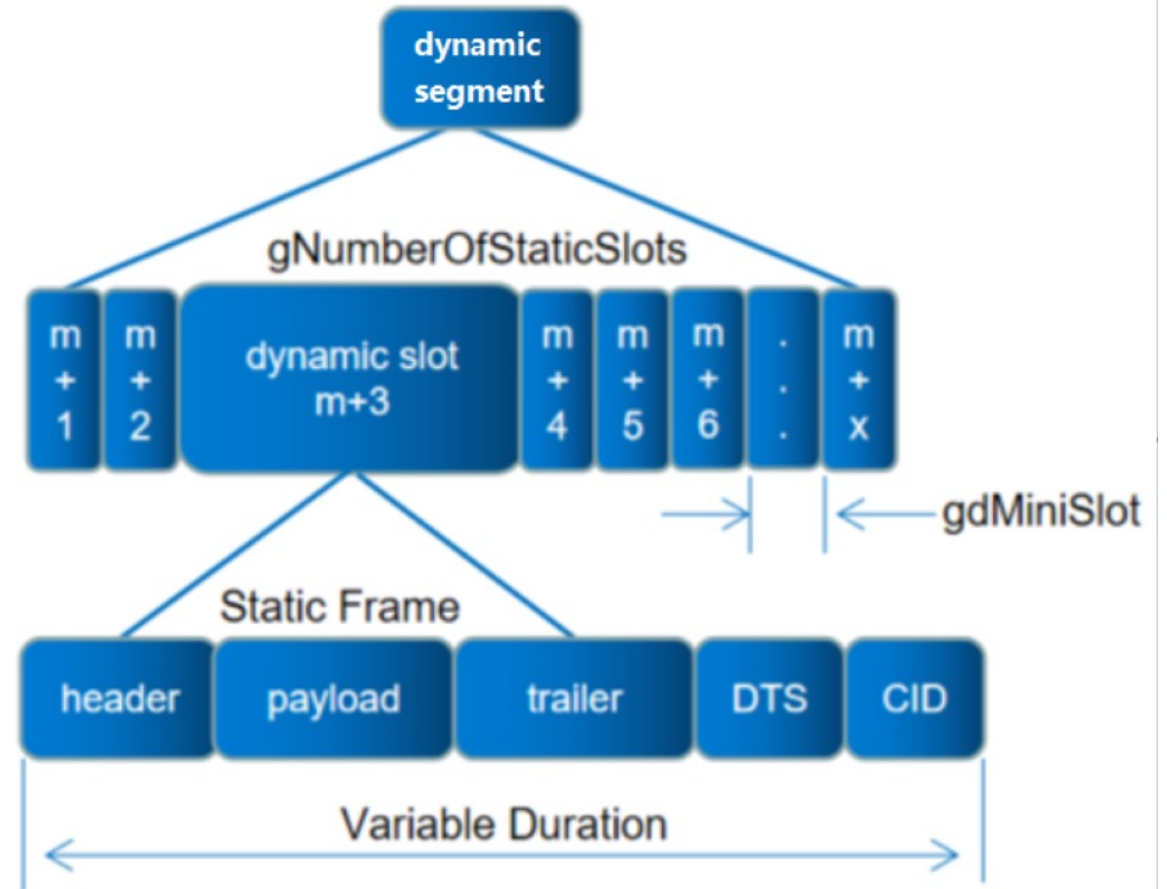 dynamic
segment
gNumberOfStaticSlots
m
+
1
m
+
2
dynamic slot
m+3
m
+
4
m
+
5
m
+
6
.
.
.
m
+
x
gdMiniSlot
Static Frame
header
payload
trailer
DTS
CID
Variable Duration